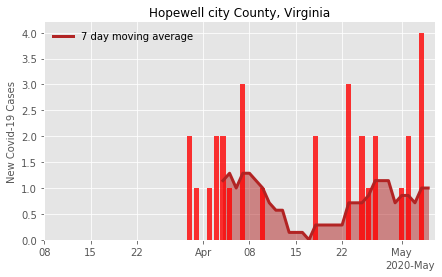 Hopewell city County, Virginia
7 day moving average
New Covid-19 Cases
4.0
3.5
3.0
2.5
2.0
1.5
1.0
0.5
0.0
08 15 22 Apr 08 15 22 May
2020-May